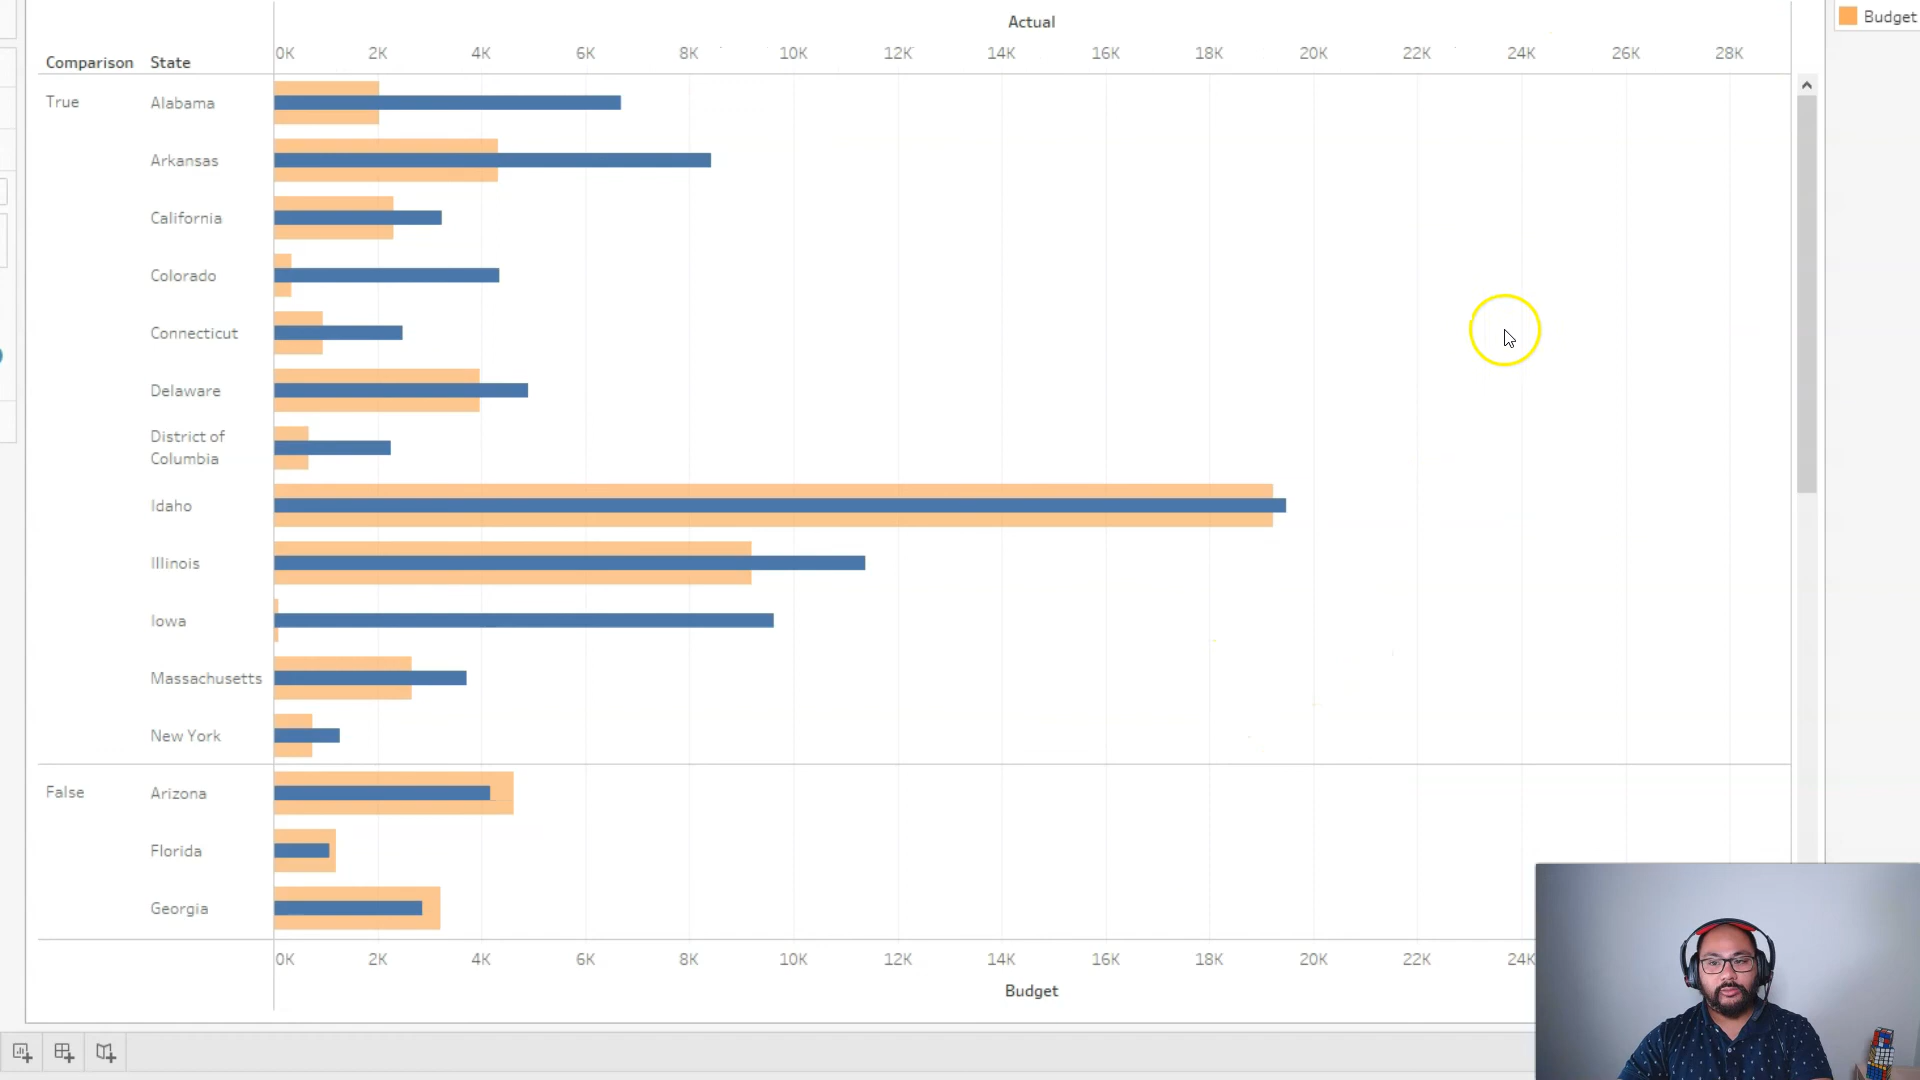 Actual
Budget
0K 2K 4K 6K 8K 10K 12K 14K 16K 18K 20K 22K 24K 26K 28K
Comparison State
True Alabama
Arkansas
California
Colorado
Connecticut
Delaware
District of
Columbia
Idaho
Illinois
Iowa
Massachusetts
New York
False Arizona
Florida
Georgia
0K 2K 4K 6K 8K 10K 12K 14K 16K 18K 20K 22K 24K
Budget